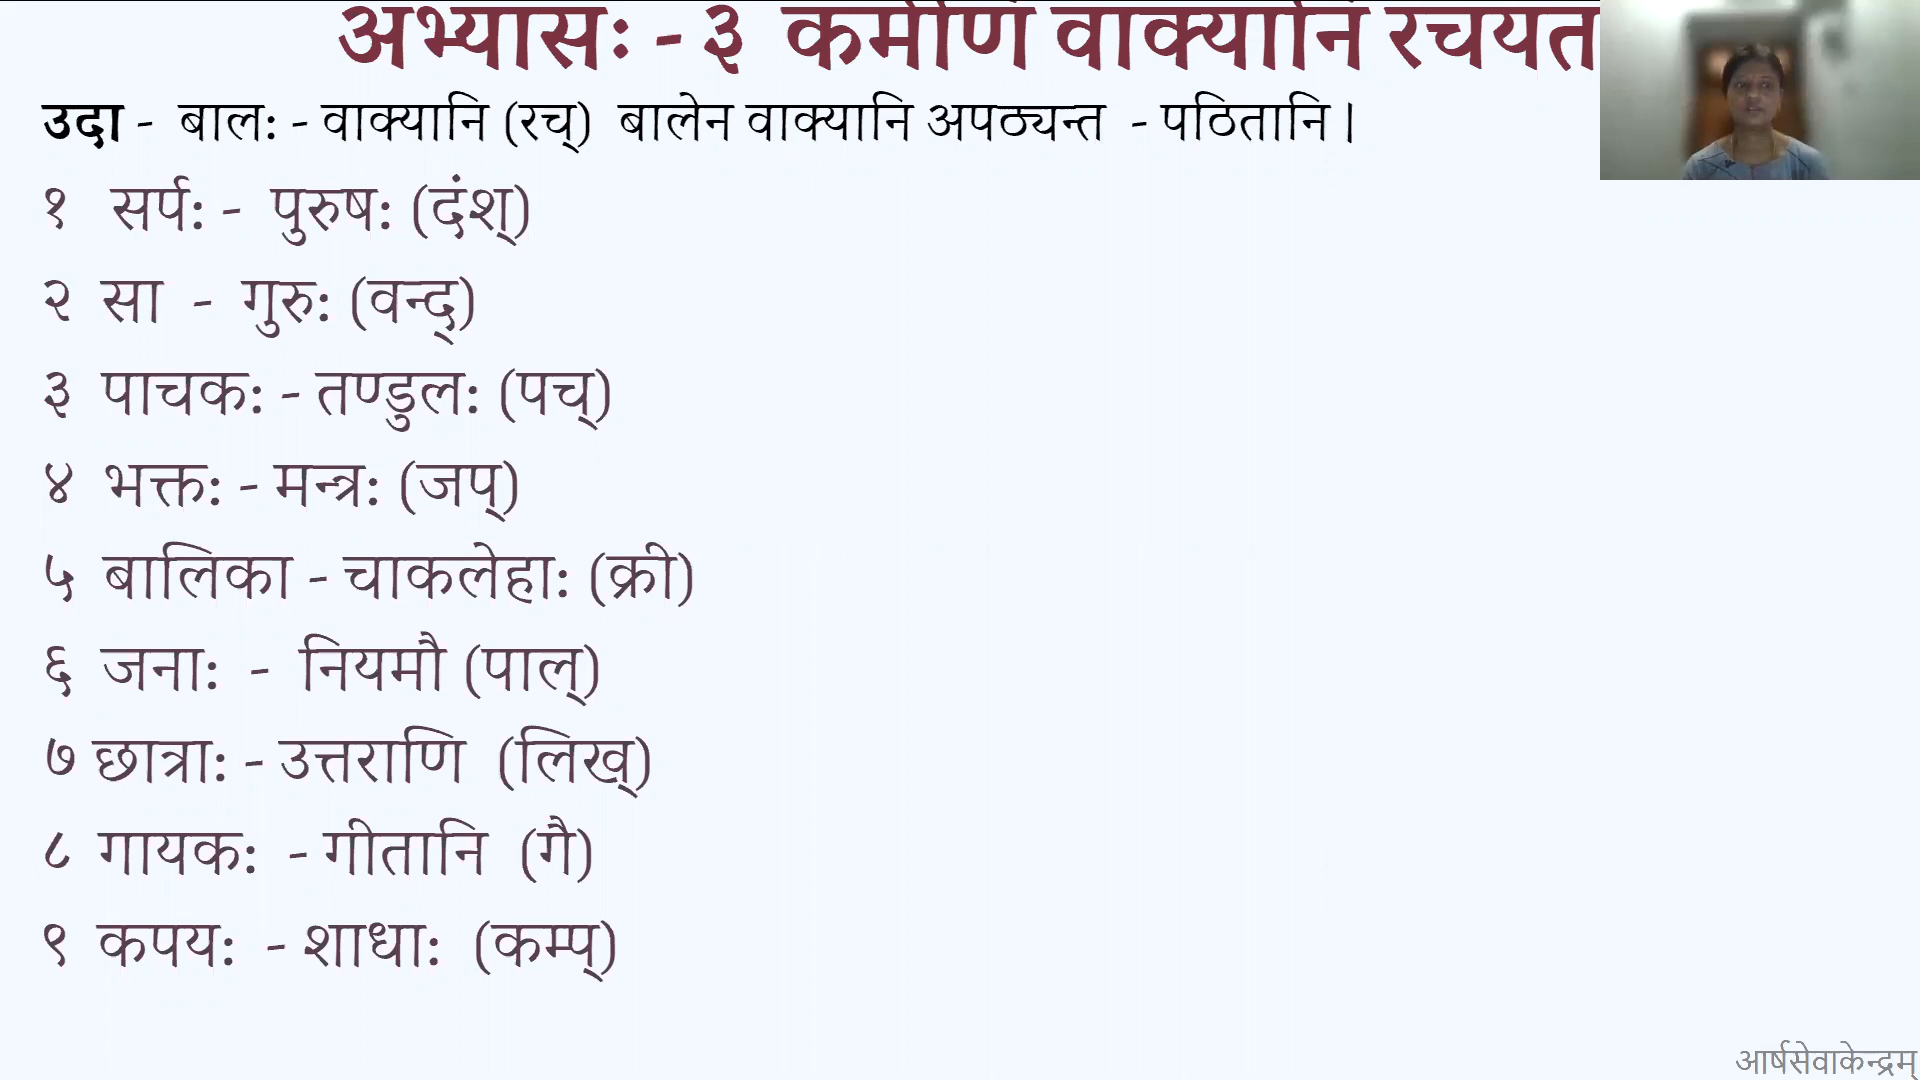 अभ्यासः - ३ कर्मणि वाक्यानि रचयत
उदा - बालः - वाक्यानि (रच्) बालेन वाक्यानि अपठ्यन्त - पठितानि |
१ सर्पः - पुरुषः (दंश्)
२ सा - गुरुः (वन्द्)
३ पाचकः - तण्डुलः (पच्)
४ भक्तः - मन्त्रः (जप्)
५ बालिका - चाकलेहाः (क्री)
६ जनाः - नियमौ (पाल्)
७ छात्राः - उत्तराणि (लिख्)
८ गायकः - गीतानि (गै)
९ कपयः - शाधाः (कम्प्)
आर्षसेवाकेन्द्रम्